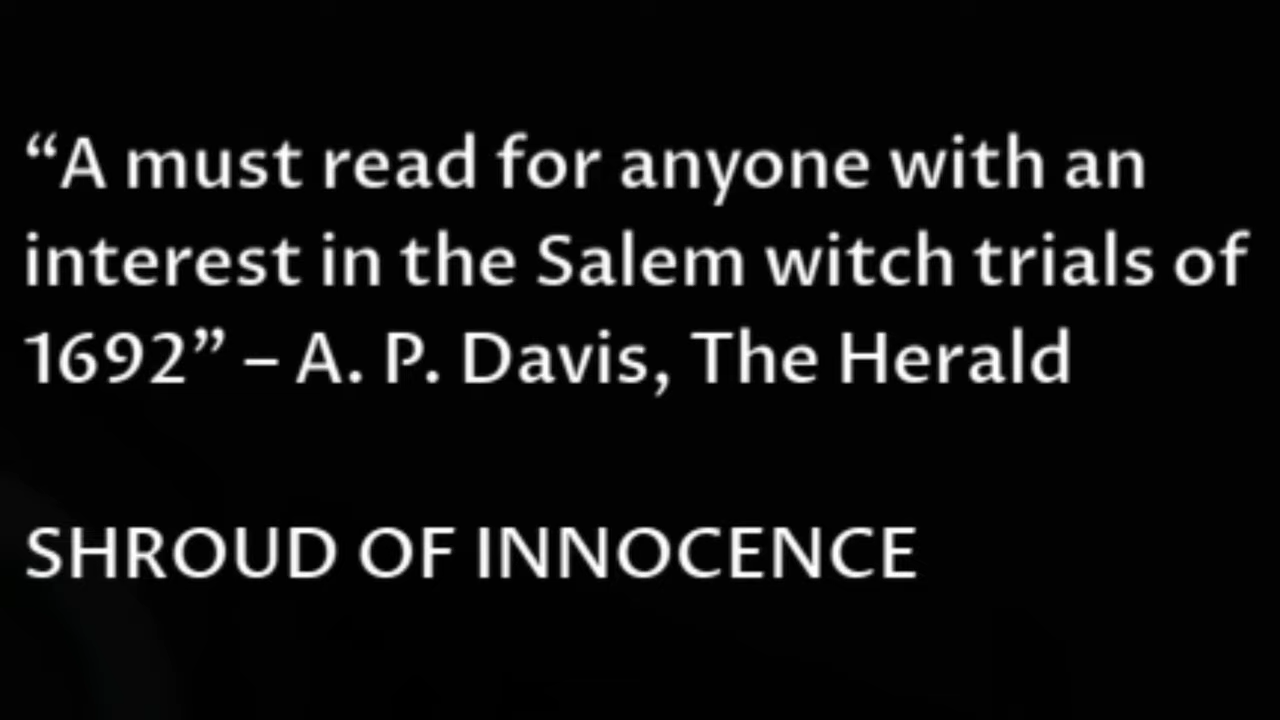 “A must read for anyone with an
interest in the Salem witch trials of
1692” – A. P. Davis, The Herald
SHROUD OF INNOCENCE